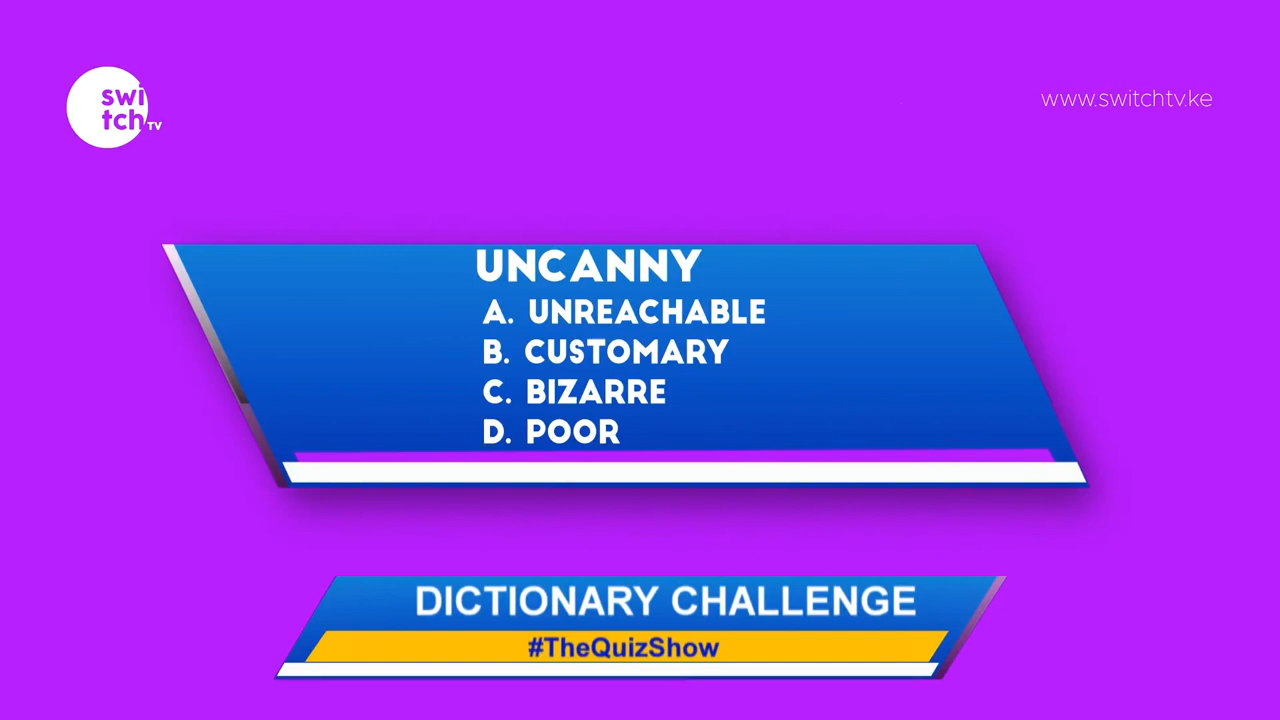 swi
tch TV
www.switchtv.ke
UNCANNY
A. UNREACHABLE
B. CUSTOMARY
C. BIZARRE
D. POOR
DICTIONARY CHALLENGE
#TheQuizShow